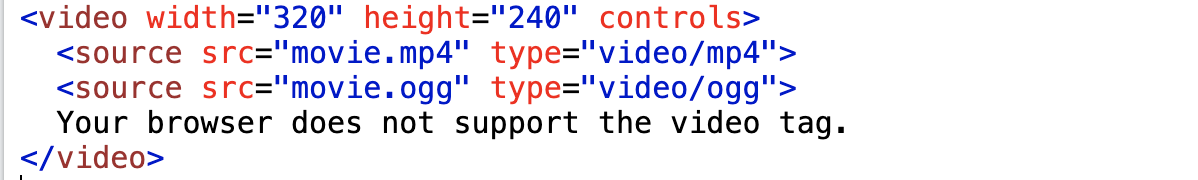 <video width="320" height="240" controls>
  <source src="movie.mp4" type="video/mp4">
  <source src="movie.ogg" type="video/ogg">
  Your browser does not support the video tag.
</video>